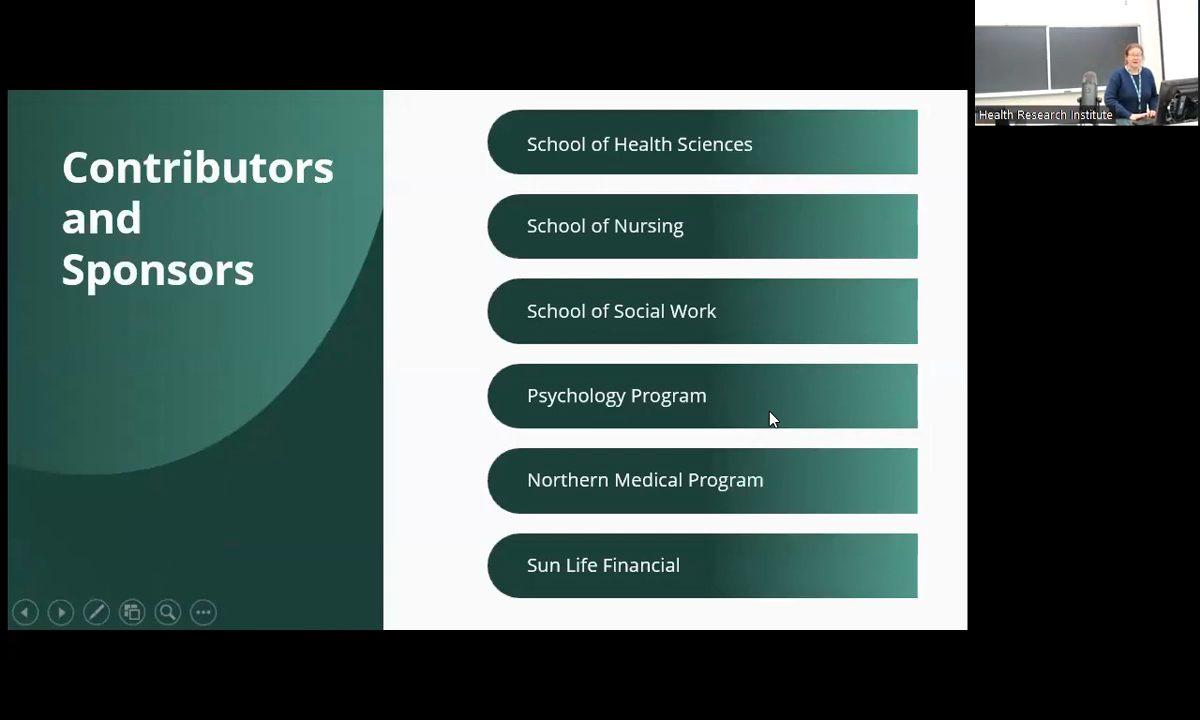 Contributors
and
Sponsors
School of Health Sciences
School of Nursing
School of Social Work
Psychology Program
Northern Medical Program
Sun Life Financial
Health Research Institute